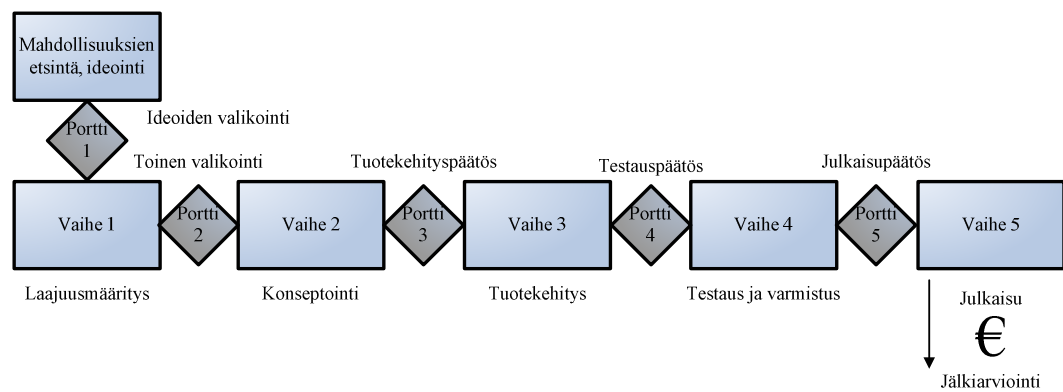 Mahdollisuuksien
etsintä, ideointi
Portti
1
Ideoiden valikointi
Toinen valikointi
Tuotekehityspäätös
Testauspäätös
Julkaisupäätös
Vaihe 1
Portti
2
Vaihe 2
Portti
3
Vaihe 3
Portti
4
Vaihe 4
Portti
5
Vaihe 5
Laajuusmääritys
Konseptointi
Tuotekehitys
Testaus ja varmistus
Julkaisu
€
Jälkiarviointi